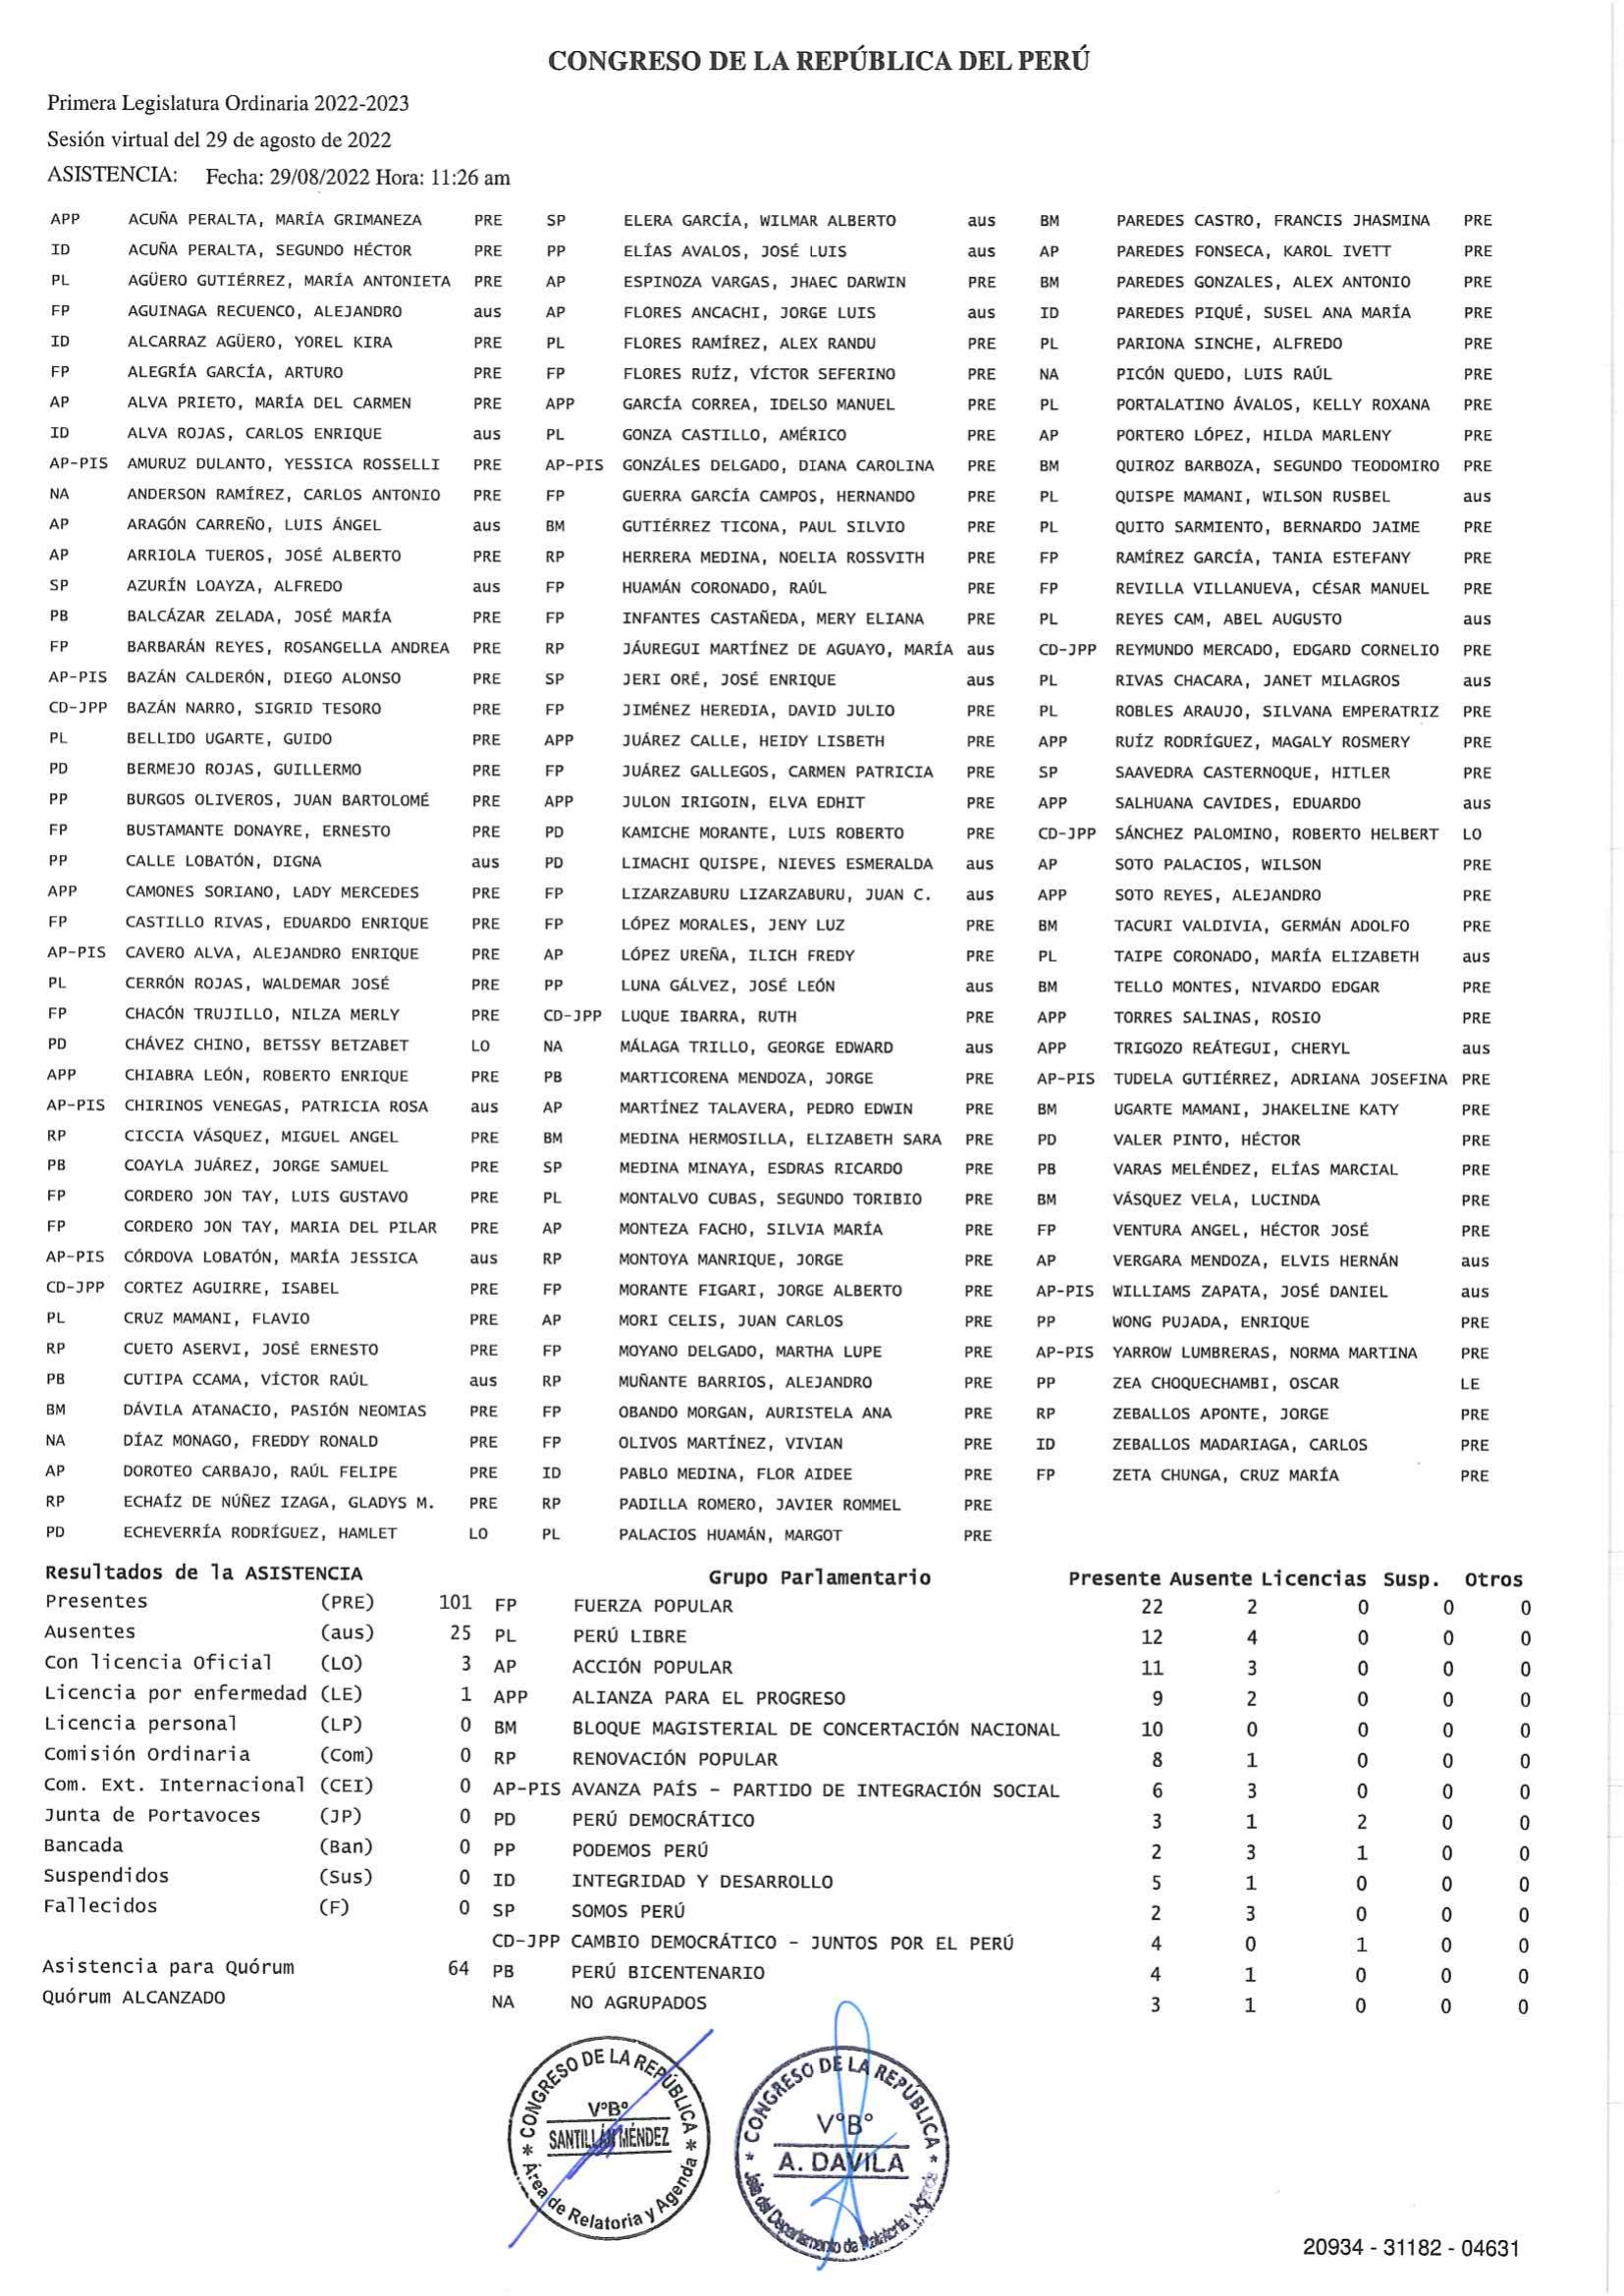 CONGRESO DE LA REPÚBLICA DEL PERÚ
Primera Legislatura Ordinaria 2022-2023
Sesión virtual del 29 de agosto de 2022
ASISTENCIA: Fecha: 29/08/2022 Hora: 11:26 am
APP ACUÑA PERALTA, MARÍA GRIMANEZA PRE SP ELERA GARCÍA, WILMAR ALBERTO aus BM PAREDES CASTRO, FRANCIS JHASMINA PRE
ID ACUÑA PERALTA, SEGUNDO HÉCTOR PRE PP ELÍAS AVALOS, JOSÉ LUIS aus AP PAREDES FONSECA, KAROL IVETT PRE
PL AGÜERO GUTIÉRREZ, MARÍA ANTONIETA PRE AP ESPINOZA VARGAS, JHAEC DARWIN PRE BM PAREDES GONZALES, ALEX ANTONIO PRE
FP AGUINAGA RECUENCO, ALEJANDRO aus AP FLORES ANCACHI, JORGE LUIS aus ID PAREDES PIQUÉ, SUSEL ANA MARÍA PRE
ID ALCARRAZ AGÜERO, YOREL KIRA PRE PL FLORES RAMÍREZ, ALEX RANDU PRE PL PARIONA SINCHE, ALFREDO PRE
FP ALEGRÍA GARCÍA, ARTURO PRE FP FLORES RUÍZ, VÍCTOR SEFERINO PRE NA PICÓN QUEDO, LUIS RAÚL PRE
AP ALVA PRIETO, MARÍA DEL CARMEN PRE APP GARCÍA CORREA, IDELSO MANUEL PRE PL PORTALATINO ÁVALOS, KELLY ROXANA PRE
ID ALVA ROJAS, CARLOS ENRIQUE aus PL GONZA CASTILLO, AMÉRICO PRE AP PORTERO LÓPEZ, HILDA MARLENY PRE
AP-PIS AMURUZ DULANTO, YESSICA ROSSELLI PRE AP-PIS GONZÁLES DELGADO, DIANA CAROLINA PRE BM QUIROZ BARBOZA, SEGUNDO TEODOMIRO PRE
NA ANDERSON RAMÍREZ, CARLOS ANTONIO PRE FP GUERRA GARCÍA CAMPOS, HERNANDO PRE PL QUISPE MAMANI, WILSON RUSBEL aus
AP ARAGÓN CARREÑO, LUIS ÁNGEL aus BM GUTIÉRREZ TICONA, PAUL SILVIO PRE PL QUITO SARMIENTO, BERNARDO JAIME PRE
AP ARRIOLA TUEROS, JOSÉ ALBERTO PRE RP HERRERA MEDINA, NOELIA ROSSVITH PRE FP RAMÍREZ GARCÍA, TANIA ESTEFANY PRE
SP AZURÍN LOAYZA, ALFREDO aus FP HUAMÁN CORONADO, RAÚL PRE FP REVILLA VILLANUEVA, CÉSAR MANUEL PRE
PB BALCÁZAR ZELADA, JOSÉ MARÍA PRE FP INFANTES CASTAÑEDA, MERY ELIANA PRE PL REYES CAM, ABEL AUGUSTO aus
FP BARBARÁN REYES, ROSANGELLA ANDREA PRE RP JÁUREGUI MARTÍNEZ DE AGUAYO, MARÍA aus CD-JPP REYMUNDO MERCADO, EDGARD CORNELIO PRE
AP-PIS BAZÁN CALDERÓN, DIEGO ALONSO PRE SP JERI ORÉ, JOSÉ ENRIQUE aus PL RIVAS CHACARA, JANET MILAGROS aus
CD-JPP BAZÁN NARRO, SIGRID TESORO PRE FP JIMÉNEZ HEREDIA, DAVID JULIO PRE PL ROBLES ARAUJO, SILVANA EMPERATRIZ PRE
PL BELLIDO UGARTE, GUIDO PRE APP JUÁREZ CALLE, HEIDY LISBETH PRE APP RUÍZ RODRÍGUEZ, MAGALY ROSMERY PRE
PD BERMEJO ROJAS, GUILLERMO PRE FP JUÁREZ GALLEGOS, CARMEN PATRICIA PRE SP SAAVEDRA CASTERNOQUE, HITLER PRE
PP BURGOS OLIVEROS, JUAN BARTOLOMÉ PRE APP JULON IRIGOIN, ELVA EDHIT PRE APP SALHUANA CAVIDES, EDUARDO aus
FP BUSTAMANTE DONAYRE, ERNESTO PRE PD KAMICHE MORANTE, LUIS ROBERTO PRE CD-JPP SÁNCHEZ PALOMINO, ROBERTO HELBERT LO
PP CALLE LOBATÓN, DIGNA aus PD LIMACHI QUISPE, NIEVES ESMERALDA aus AP SOTO PALACIOS, WILSON PRE
APP CAMONES SORIANO, LADY MERCEDES PRE FP LIZARZABURU LIZARZABURU, JUAN C. aus APP SOTO REYES, ALEJANDRO PRE
FP CASTILLO RIVAS, EDUARDO ENRIQUE PRE FP LÓPEZ MORALES, JENY LUZ PRE BM TACURI VALDIVIA, GERMÁN ADOLFO PRE
AP-PIS CAVERO ALVA, ALEJANDRO ENRIQUE PRE AP LÓPEZ UREÑA, ILICH FREDY PRE PL TAIPE CORONADO, MARÍA ELIZABETH aus
PL CERRÓN ROJAS, WALDEMAR JOSÉ PRE PP LUNA GÁLVEZ, JOSÉ LEÓN aus BM TELLO MONTES, NIVARDO EDGAR PRE
FP CHACÓN TRUJILLO, NILZA MERLY PRE CD-JPP LUQUE IBARRA, RUTH PRE APP TORRES SALINAS, ROSIO PRE
PD CHÁVEZ CHINO, BETSSY BETZABET LO NA MÁLAGA TRILLO, GEORGE EDWARD aus APP TRIGOZO REÁTEGUI, CHERYL aus
APP CHIABRA LEÓN, ROBERTO ENRIQUE PRE PB MARTICORENA MENDOZA, JORGE PRE AP-PIS TUDELA GUTIÉRREZ, ADRIANA JOSEFINA PRE
AP-PIS CHIRINOS VENEGAS, PATRICIA ROSA aus AP MARTÍNEZ TALAVERA, PEDRO EDWIN PRE BM UGARTE MAMANI, JHAKELINE KATY PRE
RP CICCIA VÁSQUEZ, MIGUEL ANGEL PRE BM MEDINA HERMOSILLA, ELIZABETH SARA PRE PD VALER PINTO, HÉCTOR PRE
PB COAYLA JUÁREZ, JORGE SAMUEL PRE SP MEDINA MINAYA, ESDRAS RICARDO PRE PB VARAS MELÉNDEZ, ELÍAS MARCIAL PRE
FP CORDERO JON TAY, LUIS GUSTAVO PRE PL MONTALVO CUBAS, SEGUNDO TORIBIO PRE BM VÁSQUEZ VELA, LUCINDA PRE
FP CORDERO JON TAY, MARIA DEL PILAR PRE AP MONTEZA FACHO, SILVIA MARÍA PRE FP VENTURA ANGEL, HÉCTOR JOSÉ PRE
AP-PIS CÓRDOVA LOBATÓN, MARÍA JESSICA aus RP MONTOYA MANRIQUE, JORGE PRE AP VERGARA MENDOZA, ELVIS HERNÁN aus
CD-JPP CORTEZ AGUIRRE, ISABEL PRE FP MORANTE FIGARI, JORGE ALBERTO PRE AP-PIS WILLIAMS ZAPATA, JOSÉ DANIEL aus
PL CRUZ MAMANI, FLAVIO PRE AP MORI CELIS, JUAN CARLOS PRE PP WONG PUJADA, ENRIQUE PRE
RP CUETO ASERVI, JOSÉ ERNESTO PRE FP MOYANO DELGADO, MARTHA LUPE PRE AP-PIS YARROW LUMBRERAS, NORMA MARTINA PRE
PB CUTIPA CCAMA, VÍCTOR RAÚL aus RP MUÑANTE BARRIOS, ALEJANDRO PRE PP ZEA CHOQUECHAMBI, OSCAR LE
BM DÁVILA ATANACIO, PASIÓN NEOMIAS PRE FP OBANDO MORGAN, AURISTELA ANA PRE RP ZEBALLOS APONTE, JORGE PRE
NA DÍAZ MONAGO, FREDDY RONALD PRE FP OLIVOS MARTÍNEZ, VIVIAN PRE ID ZEBALLOS MADARIAGA, CARLOS PRE
AP DOROTEO CARBAJO, RAÚL FELIPE PRE ID PABLO MEDINA, FLOR AIDEE PRE FP ZETA CHUNGA, CRUZ MARÍA PRE
RP ECHAÍZ DE NÚÑEZ IZAGA, GLADYS M. PRE RP PADILLA ROMERO, JAVIER ROMMEL PRE
PD ECHEVERRÍA RODRÍGUEZ, HAMLET LO PL PALACIOS HUAMÁN, MARGOT PRE
Resultados de la ASISTENCIA Grupo Parlamentario Presente Ausente Licencias Susp. Otros
Presentes (PRE) 101 FP FUERZA POPULAR 22 2 0 0 0
Ausentes (aus) 25 PL PERÚ LIBRE 12 4 0 0 0
Con licencia Oficial (LO) 3 AP ACCIÓN POPULAR 11 3 0 0 0
Licencia por enfermedad (LE) 1 APP ALIANZA PARA EL PROGRESO 9 2 0 0 0
Licencia personal (LP) 0 BM BLOQUE MAGISTERIAL DE CONCERTACIÓN NACIONAL 10 0 0 0 0
Comisión Ordinaria (Com) 0 RP RENOVACIÓN POPULAR 8 1 0 0 0
Com. Ext. Internacional (CEI) 0 AP-PIS AVANZA PAÍS - PARTIDO DE INTEGRACIÓN SOCIAL 6 3 0 0 0
Junta de Portavoces (JP) 0 PD PERÚ DEMOCRÁTICO 3 1 2 0 0
Bancada (Ban) 0 PP PODEMOS PERÚ 2 3 1 0 0
Suspendidos (Sus) 0 ID INTEGRIDAD Y DESARROLLO 5 1 0 0 0
Fallecidos (F) 0 SP SOMOS PERÚ 2 3 0 0 0
CD-JPP CAMBIO DEMOCRÁTICO - JUNTOS POR EL PERÚ 4 0 1 0 0
Asistencia para Quórum 64 PB PERÚ BICENTENARIO 4 1 0 0 0
Quórum ALCANZADO NA NO AGRUPADOS 3 1 0 0 0
* CONGRESO DE LA REPÚBLICA *
V°B°
SANTILLÁN MÉNDEZ
Área de Relatoria y Agenda
* CONGRESO DE LA REPÚBLICA *
V°B°
A. DAVILA
Jefa del Departamento de Relatoría y Agenda
20934 - 31182 - 04631